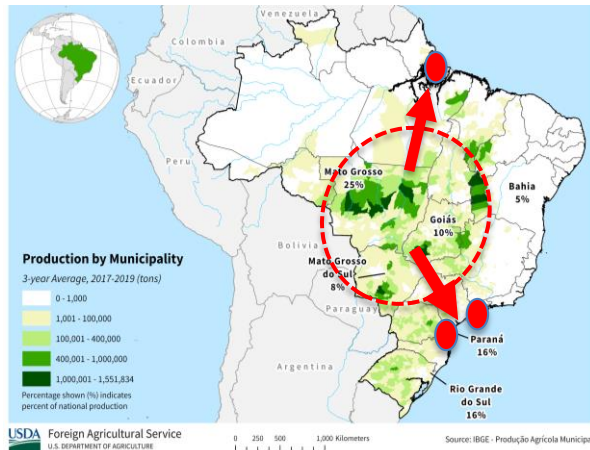 Venezuela
Colombia
Ecuador
Peru
Mato Grosso
25%
Bahia
5%
Goiás
10%
Bolivia
Mato Grosso
do Sul
8%
Paraguay
Paraná
16%
Argentina
Rio Grande
do Sul
16%
Production by Municipality
3-year Average, 2017-2019 (tons)
0 - 1,000
1,001 - 100,000
100,001 - 400,000
400,001 - 1,000,000
1,000,001 - 1,551,834
Percentage shown (%) indicates
percent of national production
USDA Foreign Agricultural Service
U.S. DEPARTMENT OF AGRICULTURE
0 250 500 1,000 Kilometers
Source: IBGE - Produção Agrícola Municipa